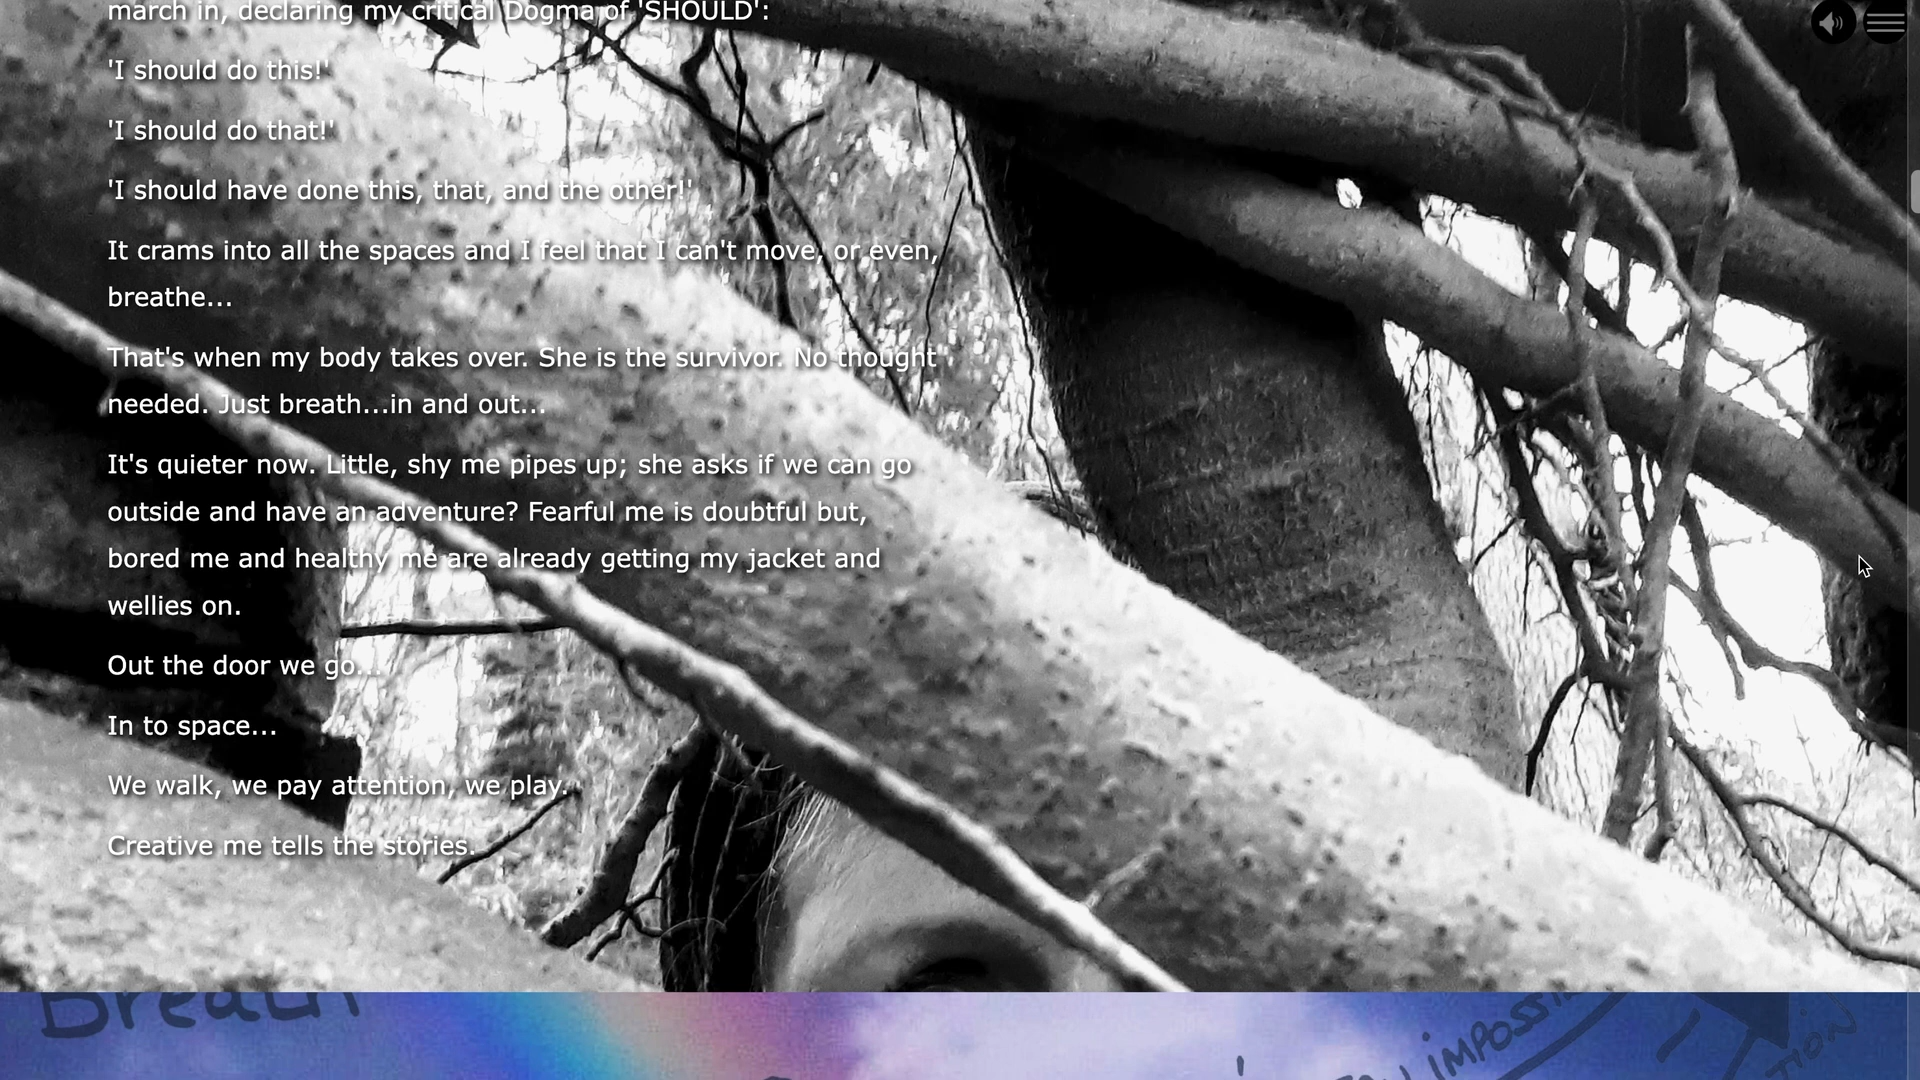 march in, declaring my critical Dogma of 'SHOULD':
'I should do this!'
'I should do that!'
'I should have done this, that, and the other!'
It crams into all the spaces and I feel that I can't move, or even,
breathe...
That's when my body takes over. She is the survivor. No thought
needed. Just breath...in and out...
It's quieter now. Little, shy me pipes up; she asks if we can go
outside and have an adventure? Fearful me is doubtful but,
bored me and healthy me are already getting my jacket and
wellies on.
Out the door we go...
In to space...
We walk, we pay attention, we play.
Creative me tells the stories.
Breath